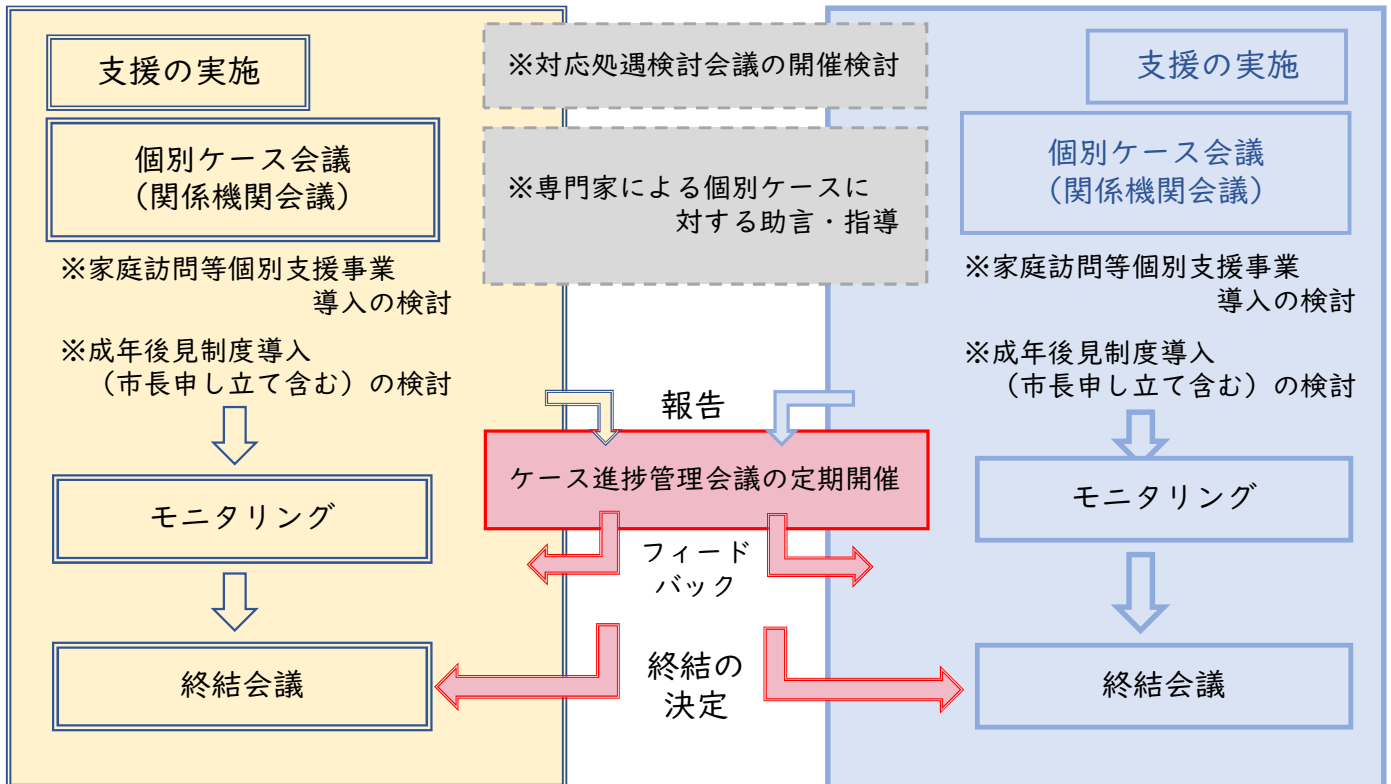 支援の実施
個別ケース会議
(関係機関会議)
※家庭訪問等個別支援事業
導入の検討
※成年後見制度導入
(市長申し立て含む)の検討
モニタリング
終結会議
※対応処遇検討会議の開催検討
※専門家による個別ケースに
対する助言・指導
報告
ケース進捗管理会議の定期開催
フィード
バック
終結の
決定
支援の実施
個別ケース会議
(関係機関会議)
※家庭訪問等個別支援事業
導入の検討
※成年後見制度導入
(市長申し立て含む)の検討
モニタリング
終結会議